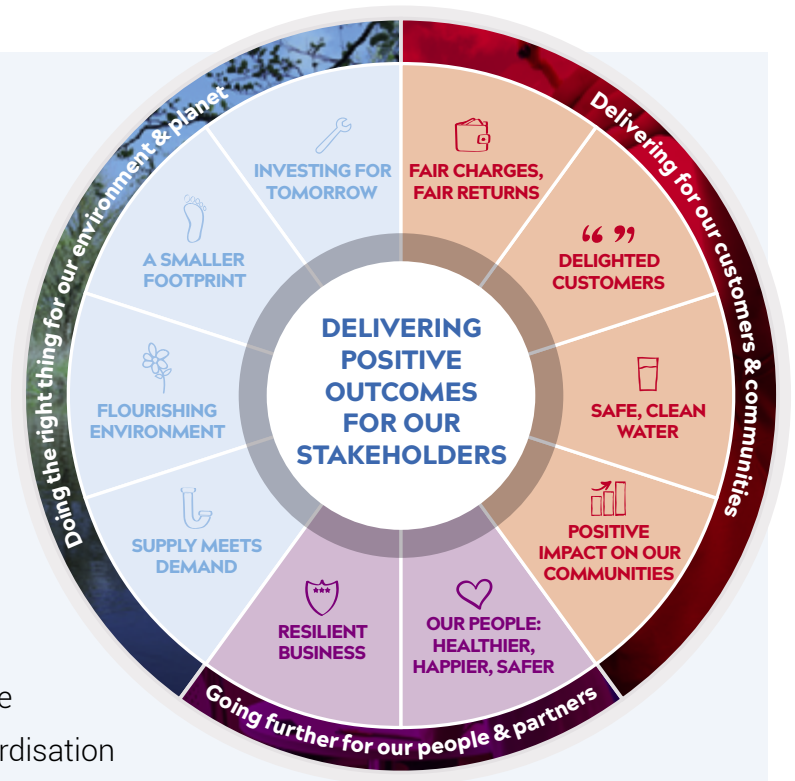 Doing the right thing for our environment & planet
Delivering for our customers & communities
INVESTING FOR
TOMORROW
FAIR CHARGES,
FAIR RETURNS
A SMALLER
FOOTPRINT
“ ”
DELIGHTED
CUSTOMERS
DELIVERING
POSITIVE
OUTCOMES
FOR OUR
STAKEHOLDERS
FLOURISHING
ENVIRONMENT
SAFE, CLEAN
WATER
SUPPLY MEETS
DEMAND
POSITIVE
IMPACT ON OUR
COMMUNITIES
RESILIENT
BUSINESS
OUR PEOPLE:
HEALTHIER,
HAPPIER, SAFER
Going further for our people & partners
e
rdisation